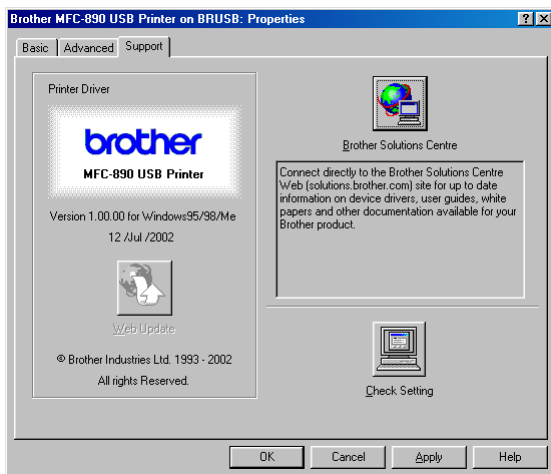 Brother MFC-890 USB Printer on BRUSB: Properties
Basic Advanced Support
Printer Driver
brother
MFC-890 USB Printer
Version 1.00.00 for Windows95/98/Me
12 /Jul /2002
Web Update
© Brother Industries Ltd. 1993 - 2002
All rights Reserved.
Brother Solutions Centre
Connect directly to the Brother Solutions Centre
Web (solutions.brother.com) site for up to date
information on device drivers, user guides, white
papers and other documentation available for your
Brother product.
Check Setting
OK Cancel Apply Help